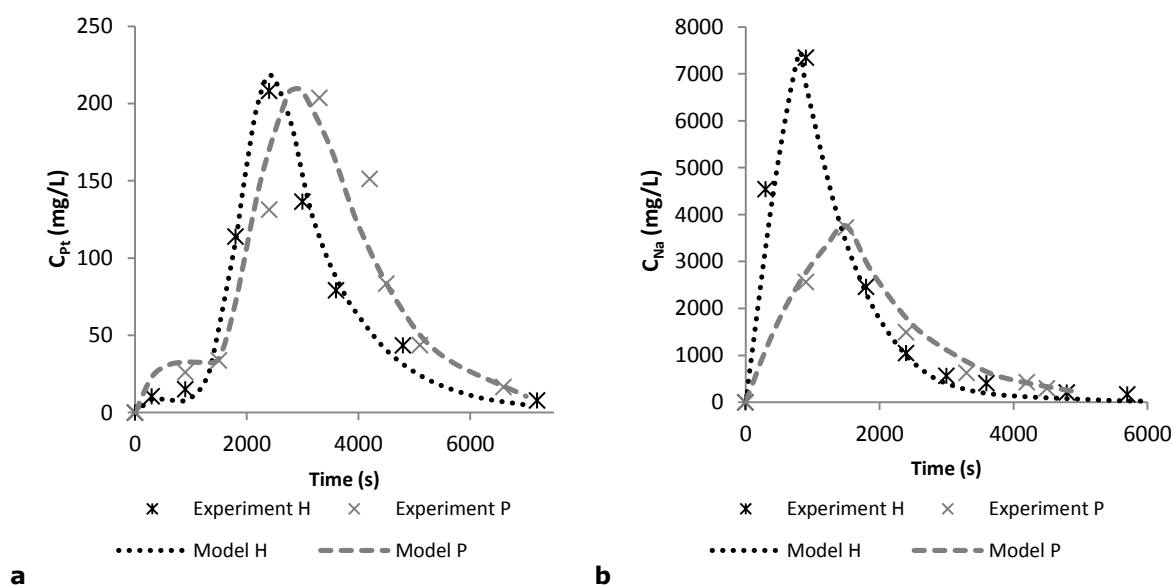 250
200
150
100
50
0
C_Pt (mg/L)
0 2000 4000 6000
Time (s)
Experiment H Experiment P
Model H Model P
a
8000
7000
6000
5000
4000
3000
2000
1000
0
C_Na (mg/L)
0 2000 4000 6000
Time (s)
Experiment H Experiment P
Model H Model P
b